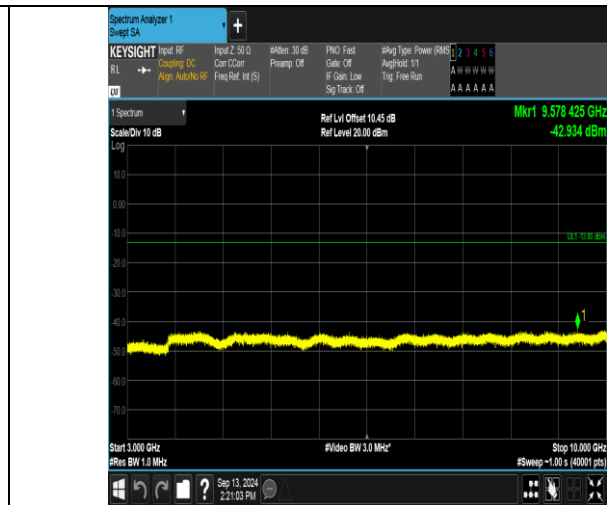 Spectrum Analyzer 1
Swept SA
+
KEYSIGHT Input: RF Input Z: 50 Ω #Atten: 30 dB PNO: Fast #Avg Type: Power (RMS 1 2 3 4 5 6
RL Coupling: DC Corr CCorr Preamp: Off Gate: Off Avg|Hold: 1/1 A W W W W W
Align: Auto/No RF Freq Ref: Int (S) IF Gain: Low Trig: Free Run
Sig Track: Off A A A A A A
LXI
1 Spectrum Ref Lvl Offset 10.45 dB Mkr1 9.578 425 GHz
Scale/Div 10 dB Ref Level 20.00 dBm -42.934 dBm
Log
10.0
0.00
-10.0 DL1 -13.00 dBm
-20.0
-30.0
-40.0 1
-50.0
-60.0
-70.0
Start 3.000 GHz #Video BW 3.0 MHz* Stop 10.000 GHz
#Res BW 1.0 MHz #Sweep ~1.00 s (40001 pts)
? Sep 13, 2024
2:21:03 PM